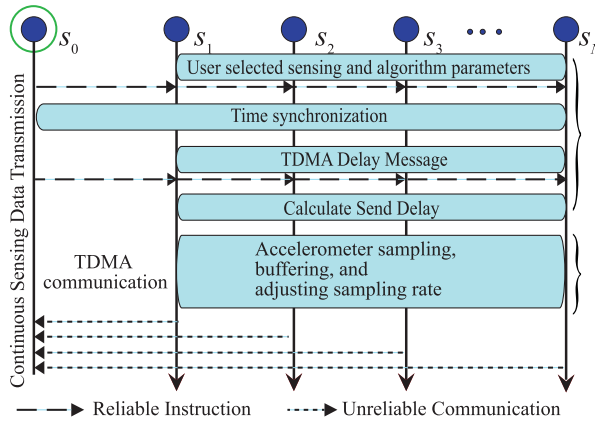 s0
s1
s2
s3
sN
User selected sensing and algorithm parameters
Time synchronization
TDMA Delay Message
Calculate Send Delay
Continuous Sensing Data Transmission
TDMA
communication
Accelerometer sampling,
buffering, and
adjusting sampling rate
Reliable Instruction
Unreliable Communication